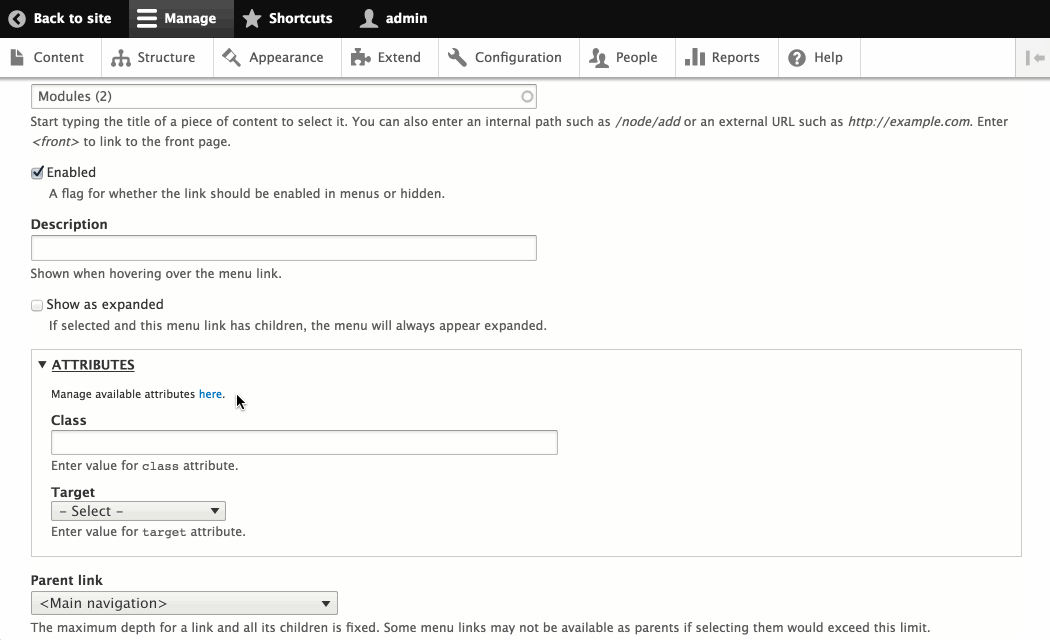 Back to site Manage Shortcuts admin
Content Structure Appearance Extend Configuration People Reports Help
Modules (2)
Start typing the title of a piece of content to select it. You can also enter an internal path such as /node/add or an external URL such as http://example.com. Enter
<front> to link to the front page.
Enabled
A flag for whether the link should be enabled in menus or hidden.
Description
Shown when hovering over the menu link.
Show as expanded
If selected and this menu link has children, the menu will always appear expanded.
ATTRIBUTES
Manage available attributes here.
Class
Enter value for class attribute.
Target
- Select -
Enter value for target attribute.
Parent link
<Main navigation>
The maximum depth for a link and all its children is fixed. Some menu links may not be available as parents if selecting them would exceed this limit.